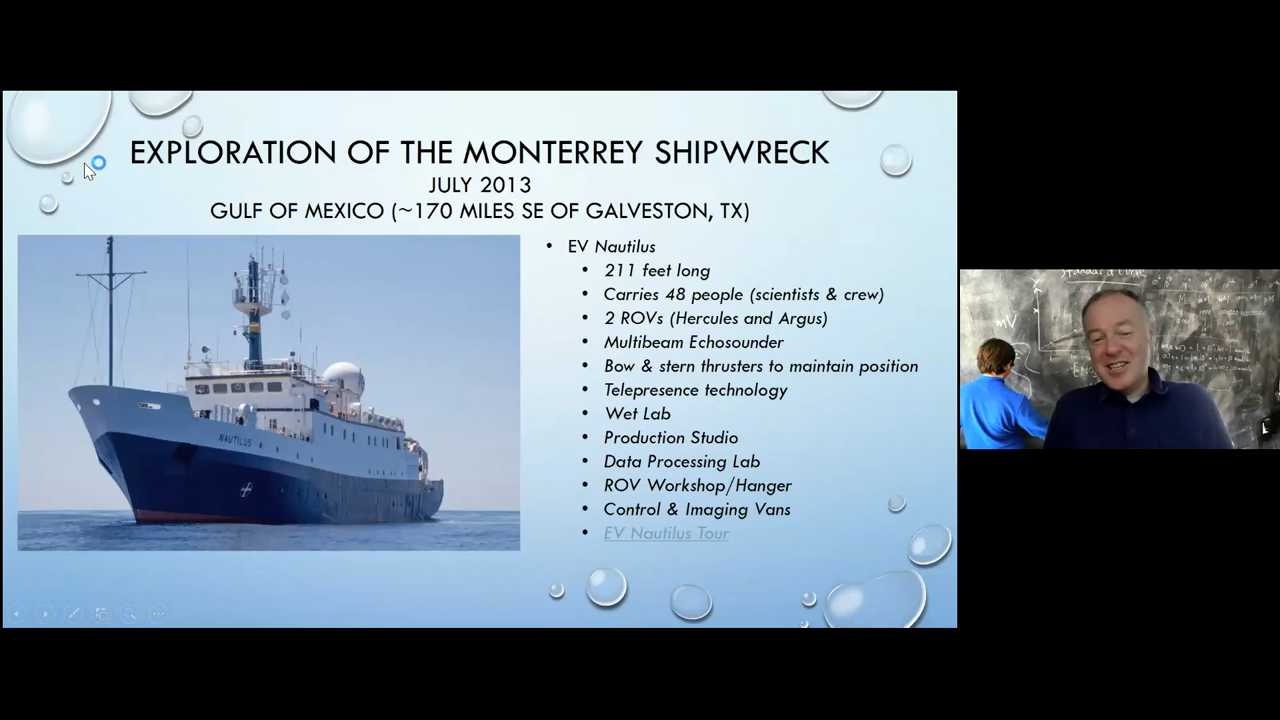 EXPLORATION OF THE MONTERREY SHIPWRECK
JULY 2013
GULF OF MEXICO (~170 MILES SE OF GALVESTON, TX)
• EV Nautilus
• 211 feet long
• Carries 48 people (scientists & crew)
• 2 ROVs (Hercules and Argus)
• Multibeam Echosounder
• Bow & stern thrusters to maintain position
• Telepresence technology
• Wet Lab
• Production Studio
• Data Processing Lab
• ROV Workshop/Hanger
• Control & Imaging Vans
• EV Nautilus Tour
NAUTILUS
Standard Curve
mV